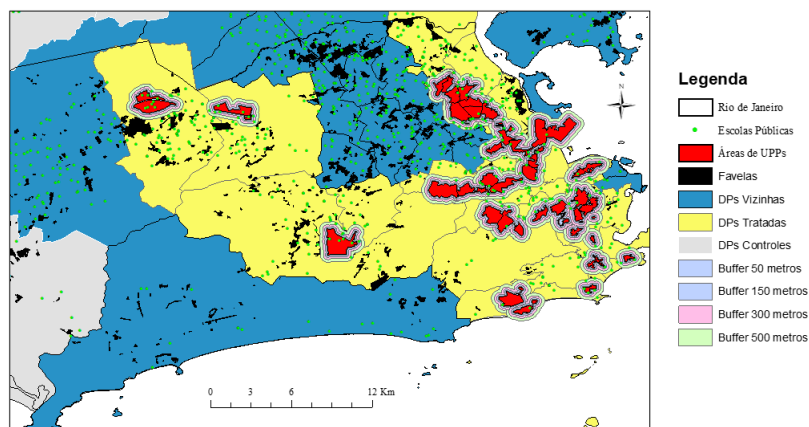 N
Legenda
Rio de Janeiro
Escolas Públicas
Áreas de UPPs
Favelas
DPs Vizinhas
DPs Tratadas
DPs Controles
Buffer 50 metros
Buffer 150 metros
Buffer 300 metros
Buffer 500 metros
0 3 6 12 Km